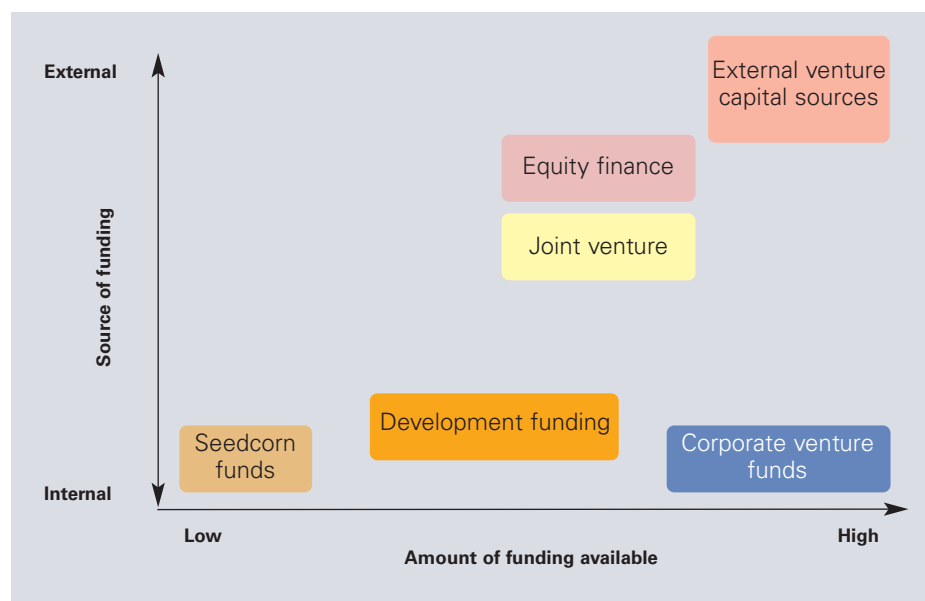 External
External venture
capital sources
Equity finance
Joint venture
Source of funding
Development funding
Seedcorn
funds
Corporate venture
funds
Internal
Low
High
Amount of funding available